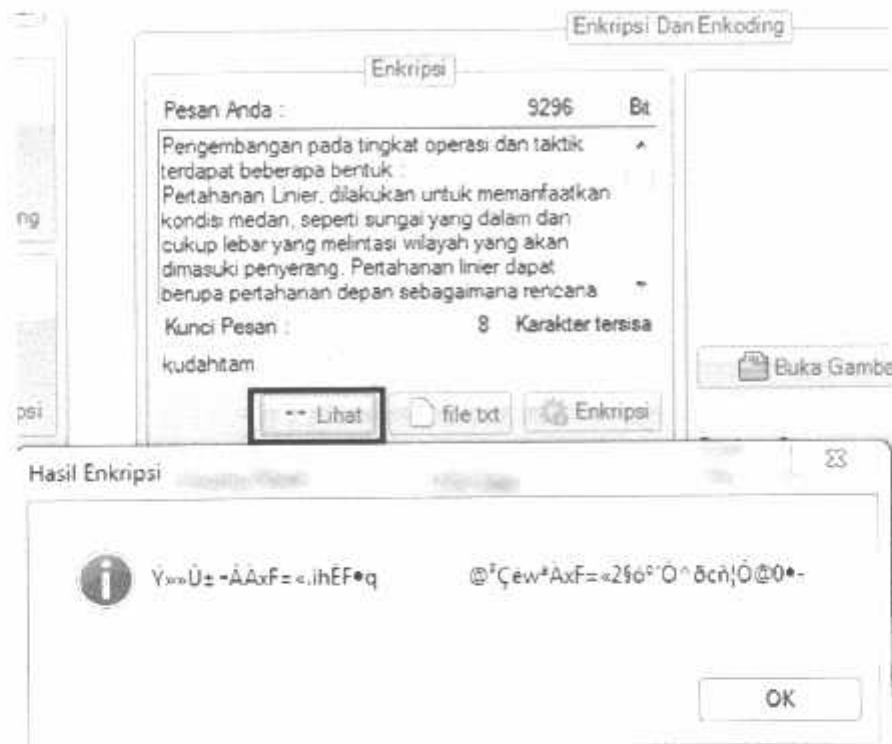 Enkripsi Dan Enkoding
Enkripsi
Pesan Anda : 9296 Bit
Pengembangan pada tingkat operasi dan taktik
terdapat beberapa bentuk :
Pertahanan Linier, dilakukan untuk memanfaatkan
kondisi medan, seperti sungai yang dalam dan
cukup lebar yang melintasi wilayah yang akan
dimasuki penyerang. Pertahanan linier dapat
berupa pertahanan depan sebagaimana rencana
ng
Kunci Pesan : 8 Karakter tersisa
kudahitam
Buka Gamba
psi
Lihat
file txt
Enkripsi
Hasil Enkripsi
OK